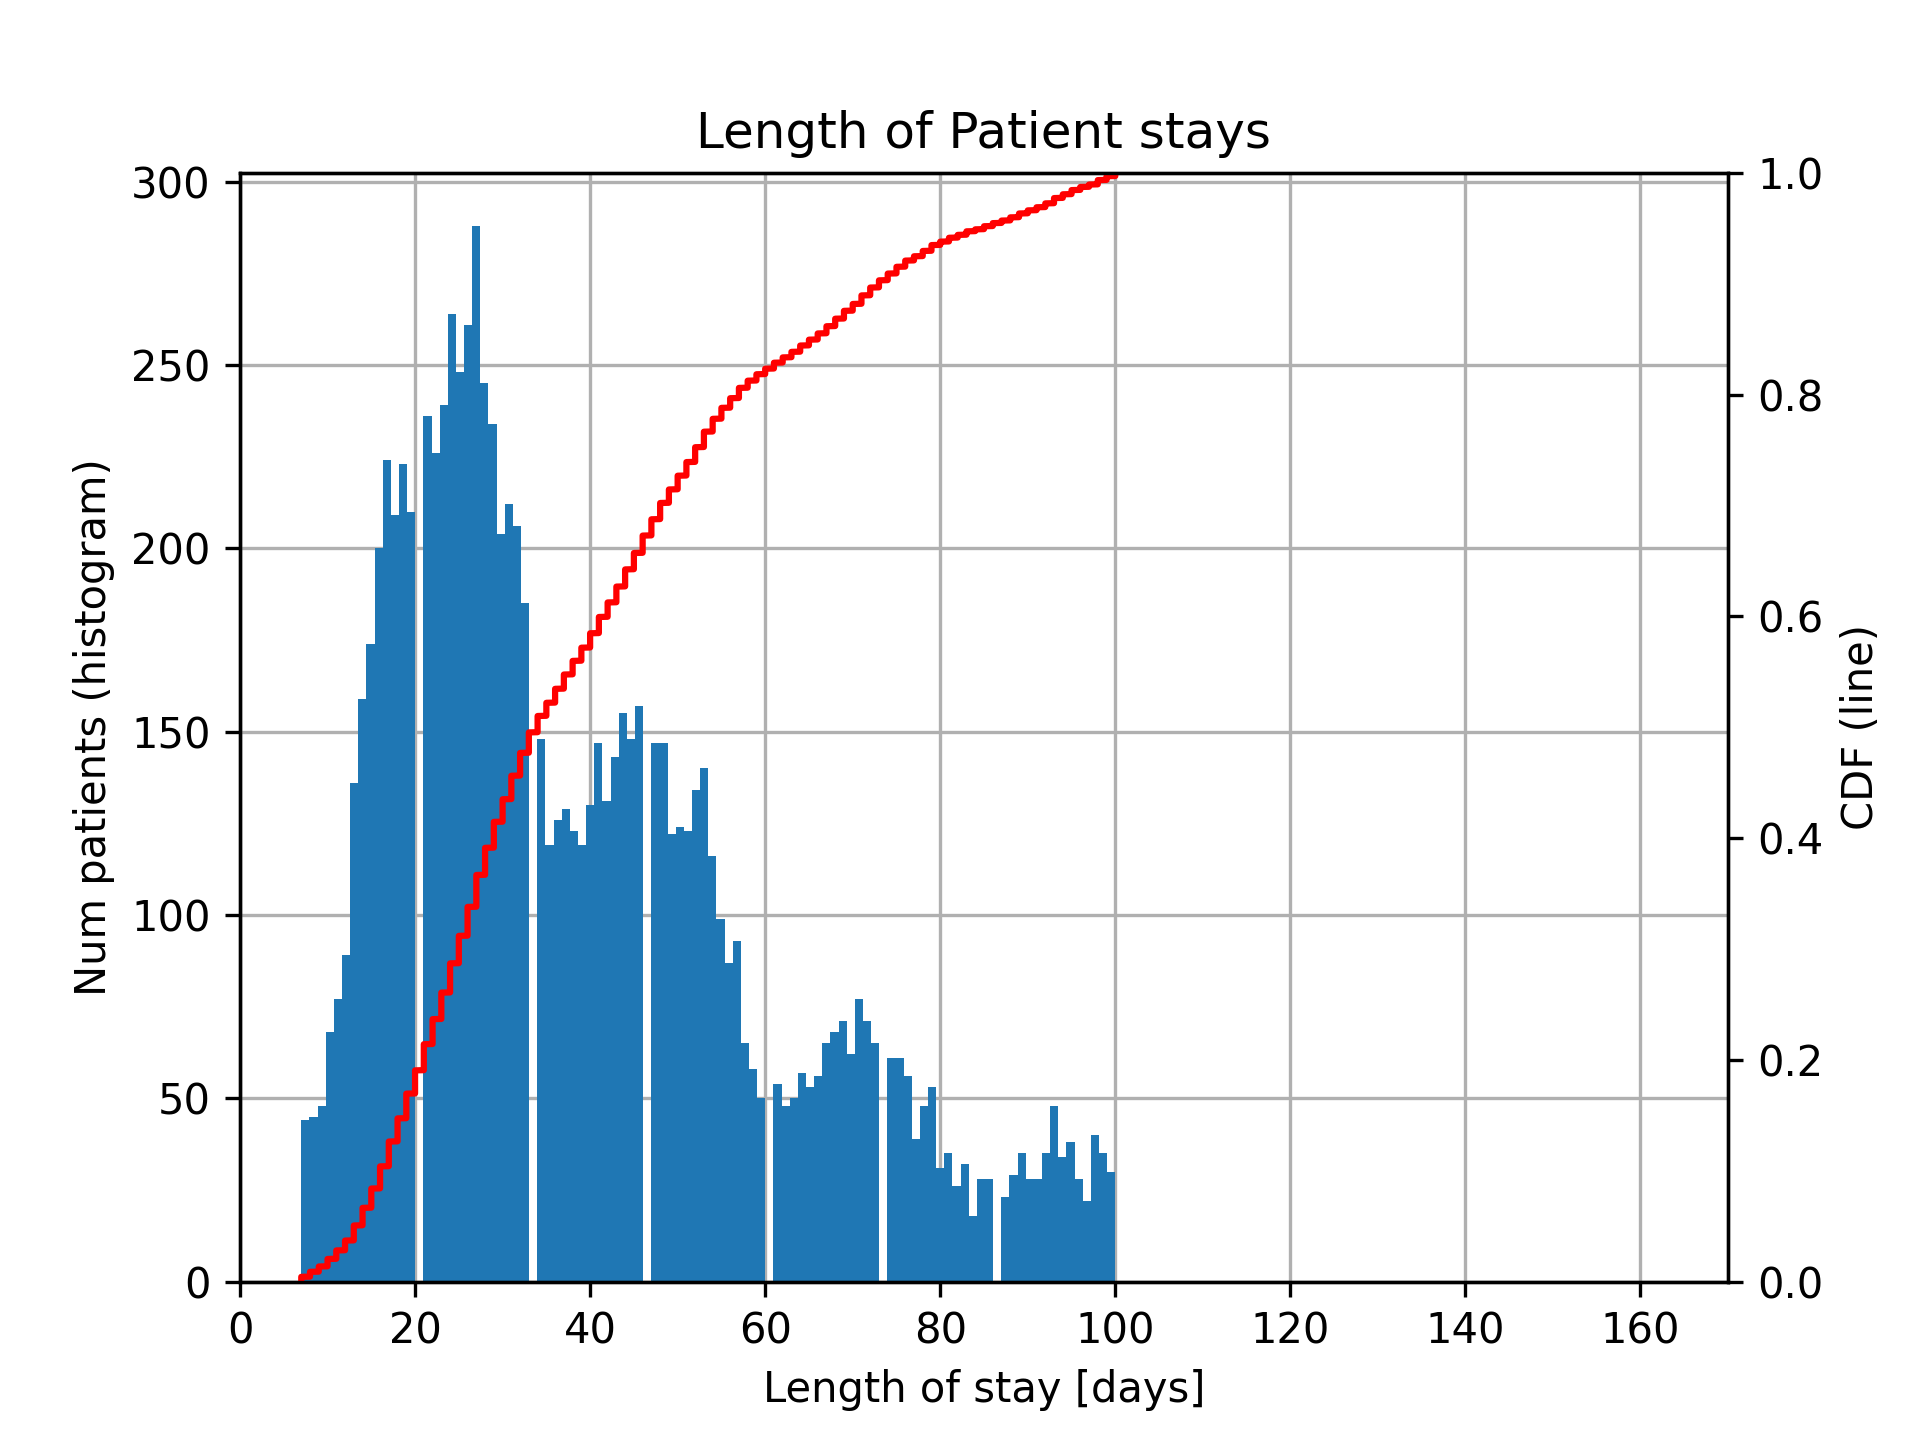 Length of Patient stays
300
250
200
150
100
50
0
Num patients (histogram)
1.0
0.8
0.6
0.4
0.2
0.0
CDF (line)
0 20 40 60 80 100 120 140 160
Length of stay [days]